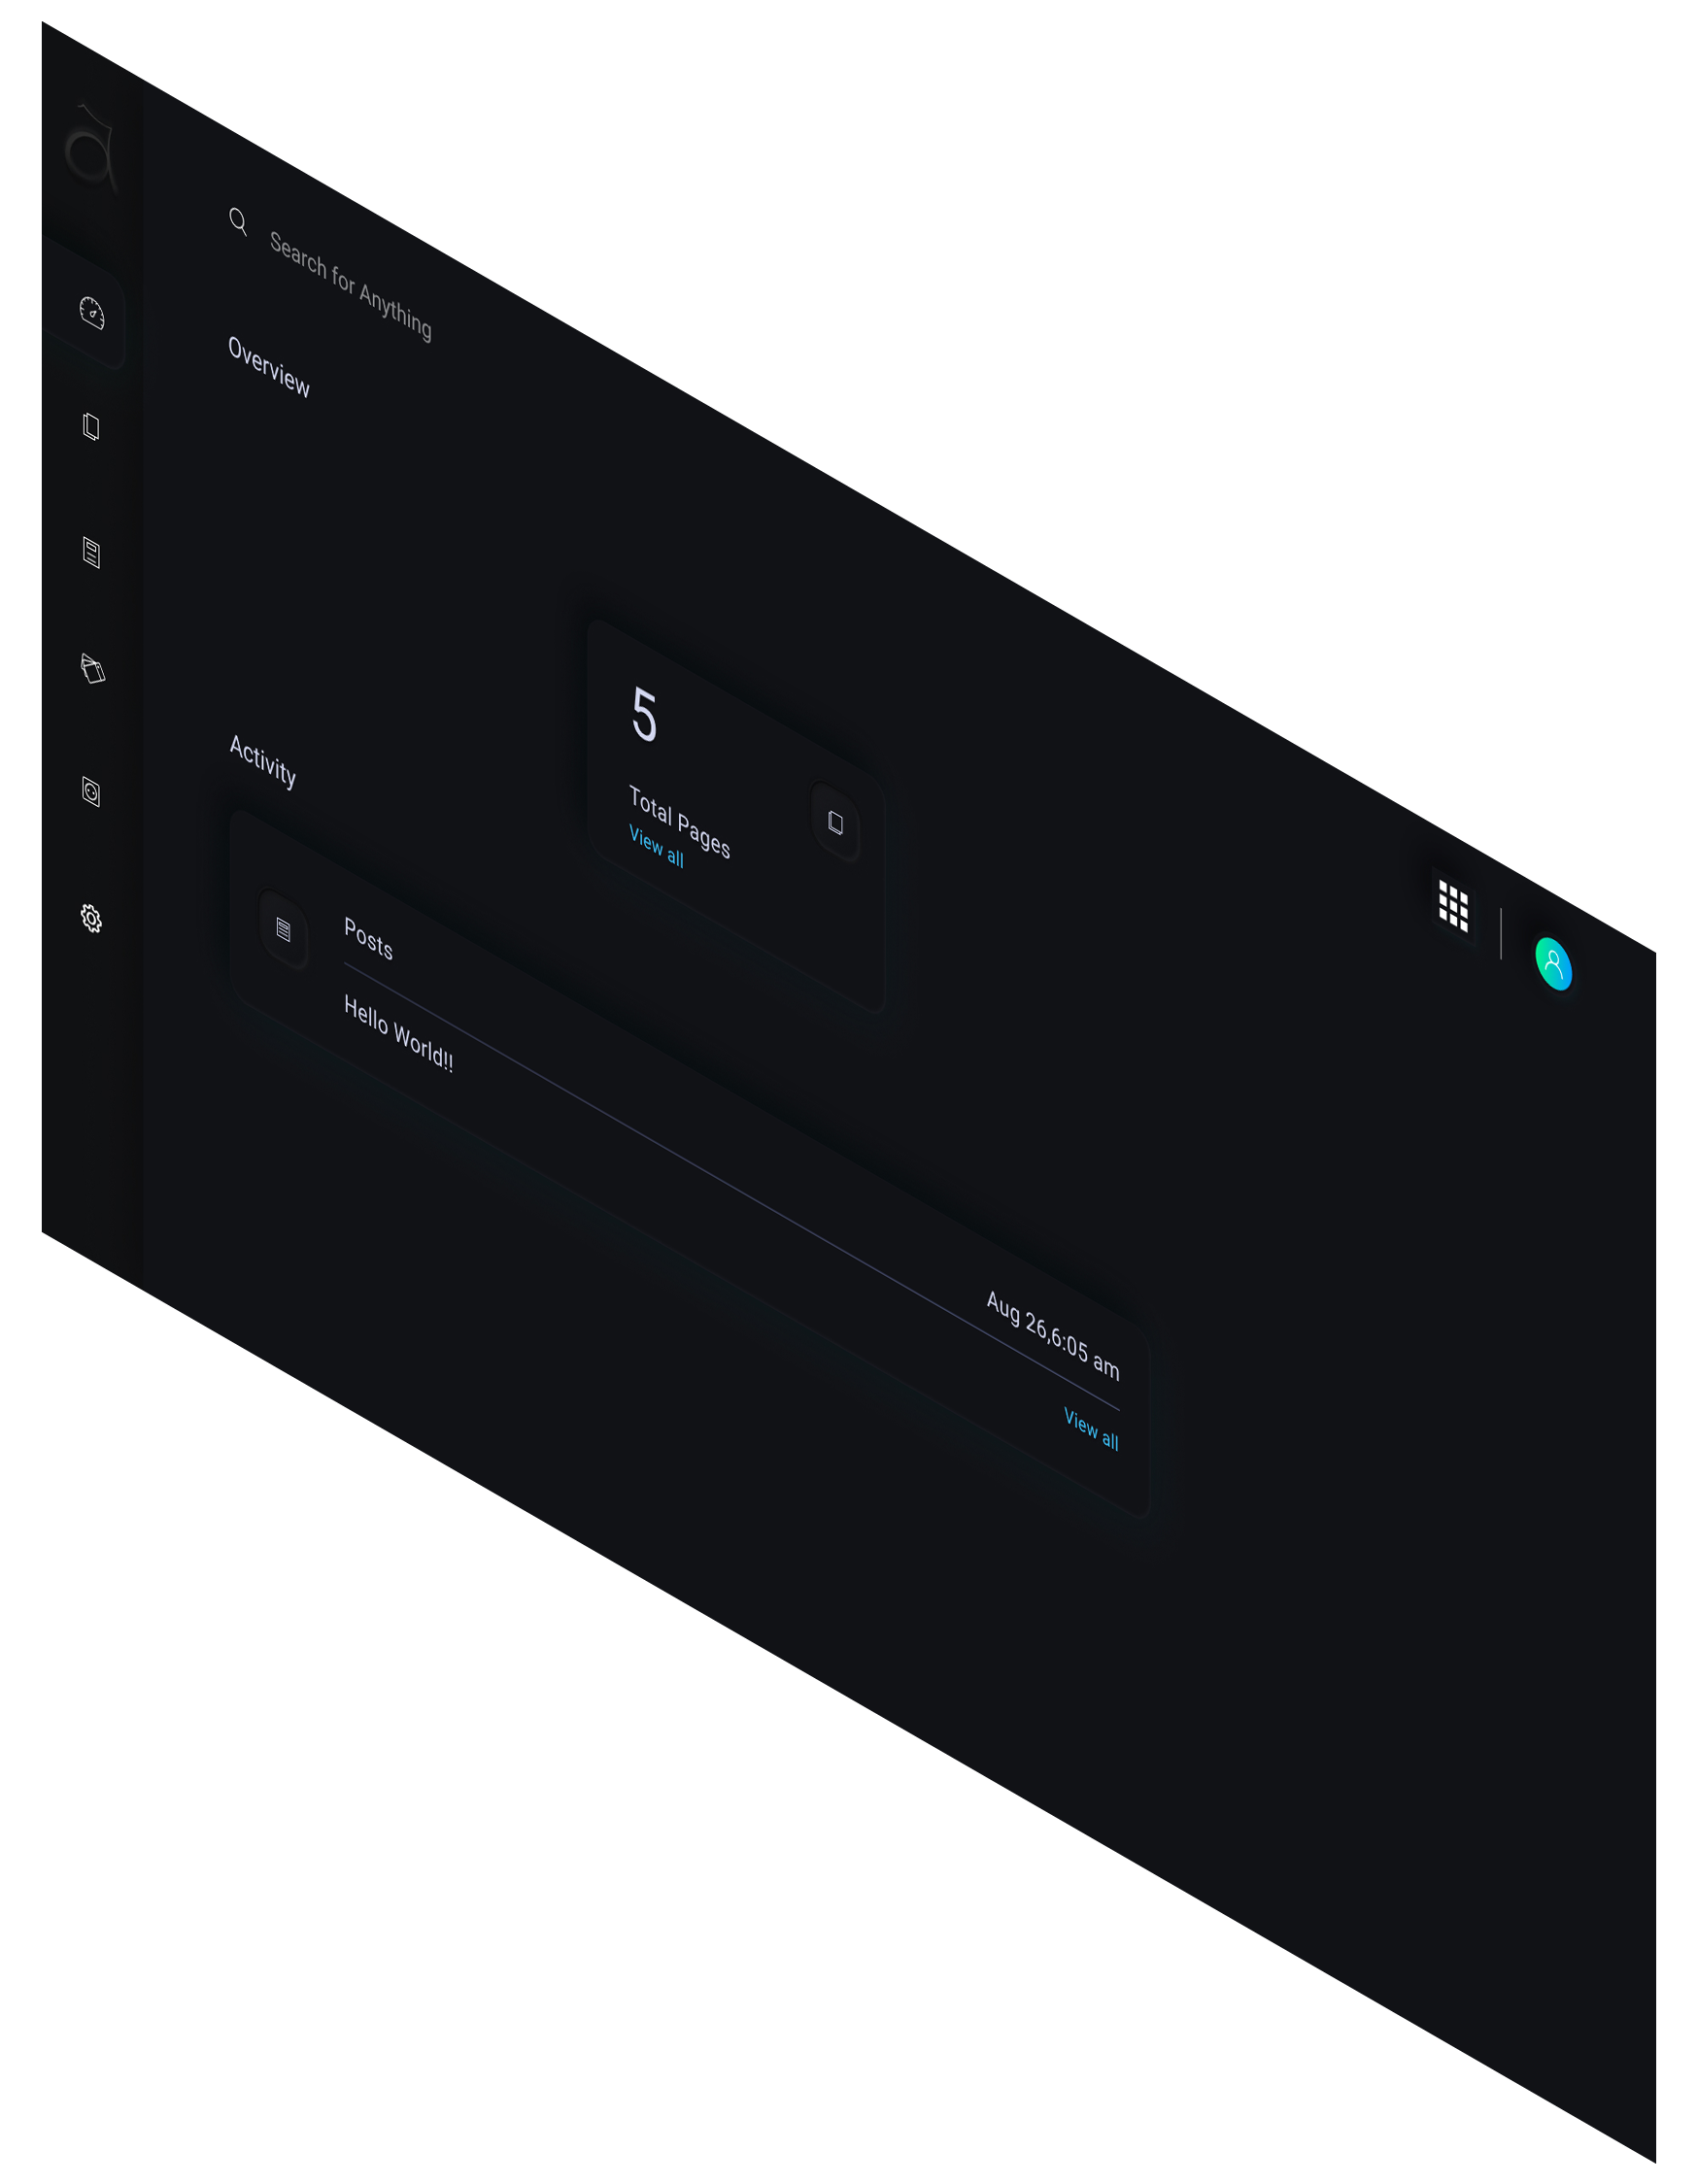 Search for Anything
Overview
5
Total Pages
View all
Activity
Posts
Aug 26,6:05 am
Hello World!!
View all